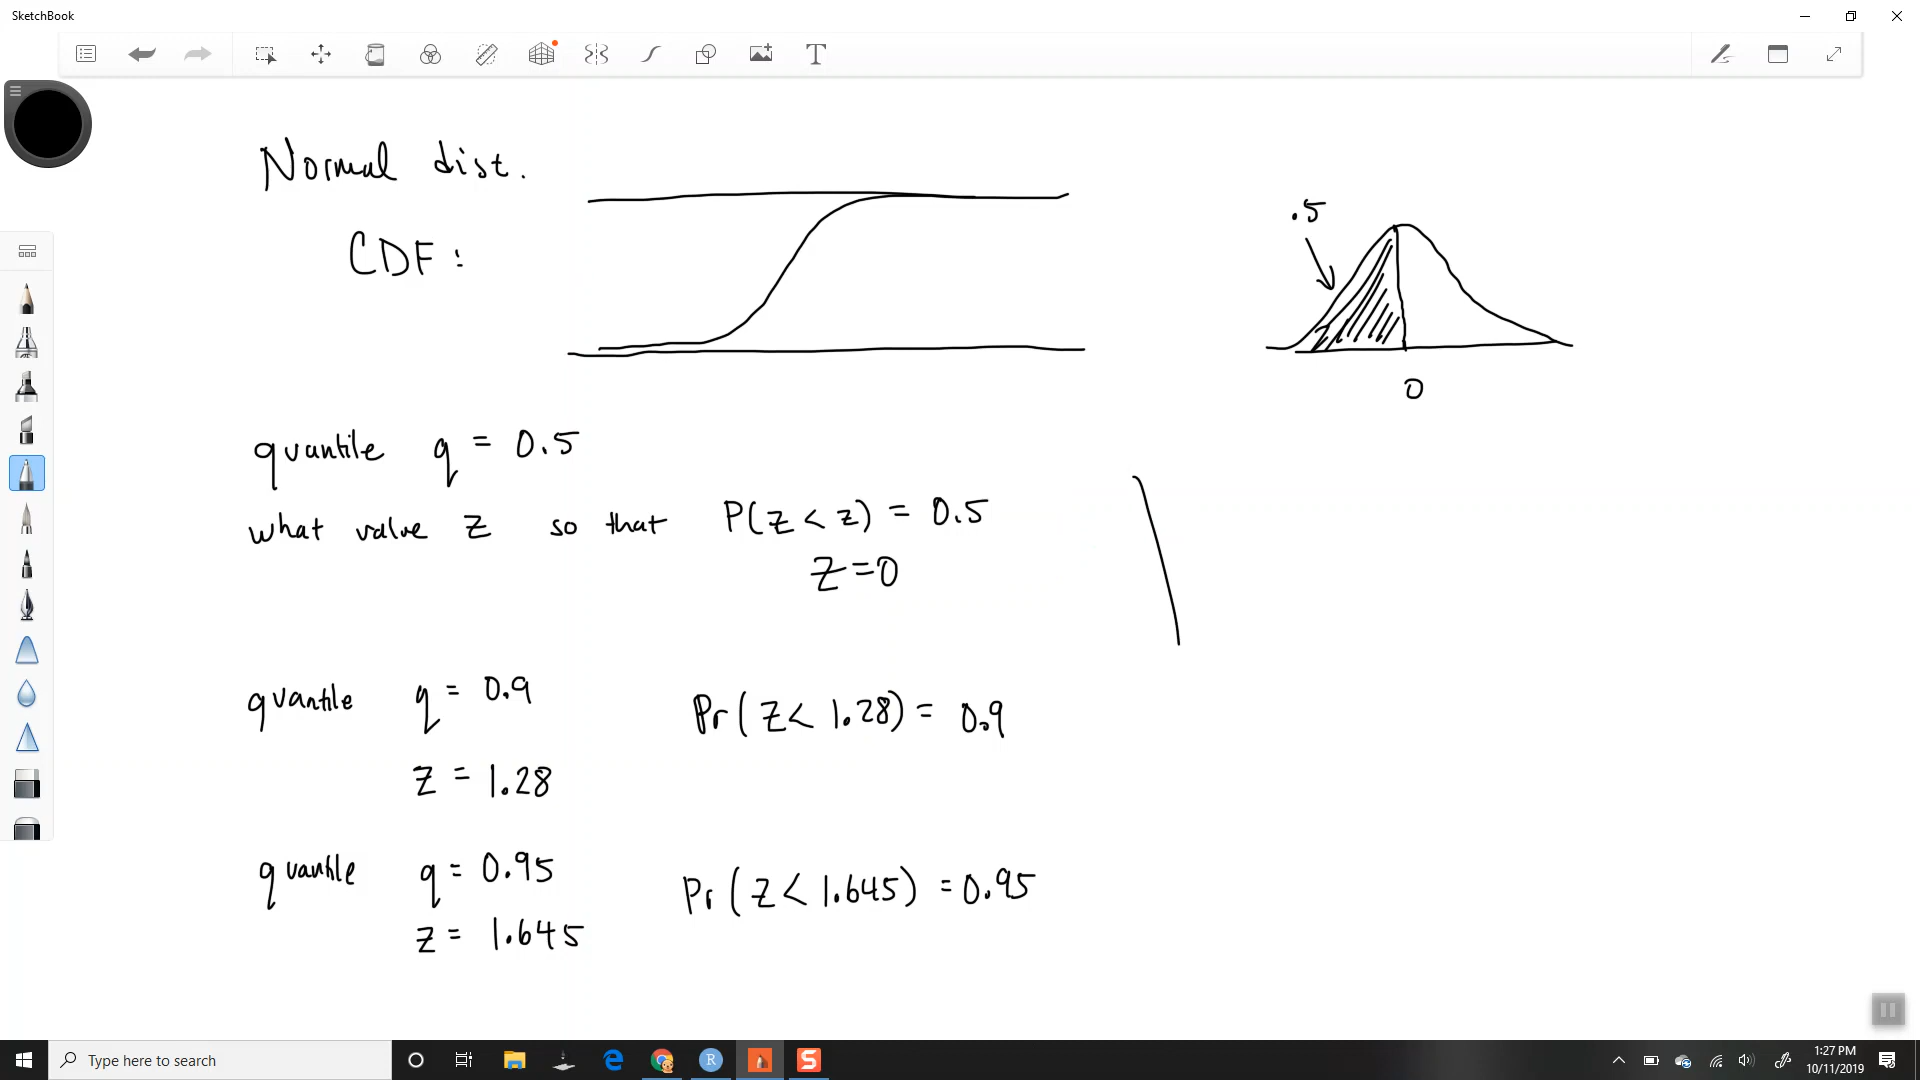 SketchBook
Normal dist.
CDF:
.5
0
quantile q = 0.5
what value z so that P(Z < z) = 0.5
z=0
quantile q = 0.9 Pr(Z< 1.28) = 0.9
z = 1.28
quantile q = 0.95 Pr(Z < 1.645) = 0.95
z = 1.645
Type here to search
1:27 PM
10/11/2019